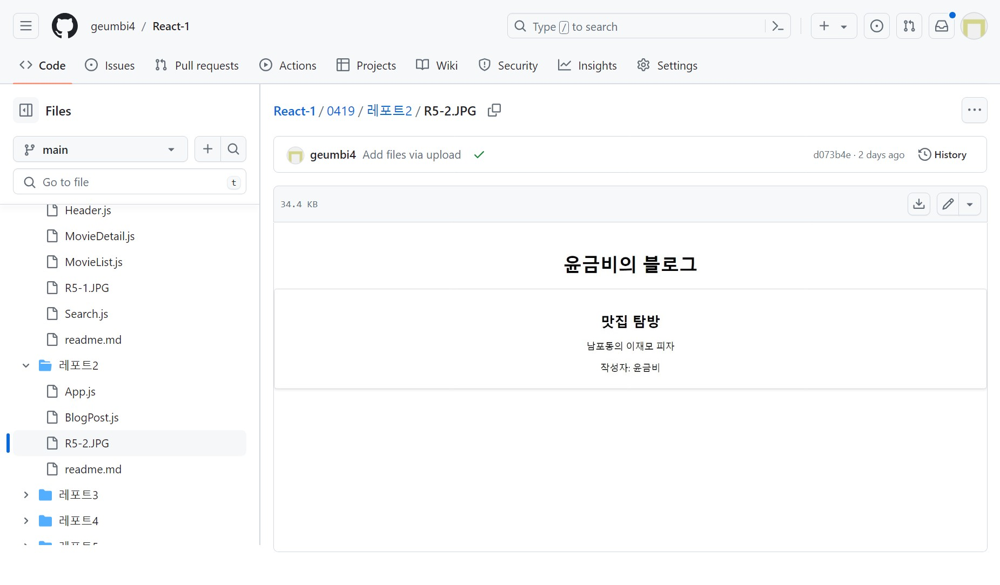 geumbi4 / React-1
Type / to search
Code
Issues
Pull requests
Actions
Projects
Wiki
Security
Insights
Settings
Files
main
Go to file
t
Header.js
MovieDetail.js
MovieList.js
R5-1.JPG
Search.js
readme.md
레포트2
App.js
BlogPost.js
R5-2.JPG
readme.md
레포트3
레포트4
React-1 / 0419 / 레포트2 / R5-2.JPG
geumbi4 Add files via upload
d073b4e · 2 days ago
History
34.4 KB
윤금비의 블로그
맛집 탐방
남포동의 이재모 피자
작성자: 윤금비